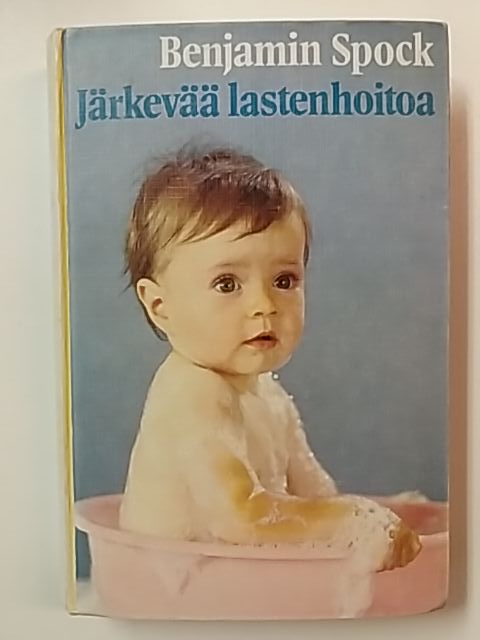 Benjamin Spock
Järkevää lastenhoitoa